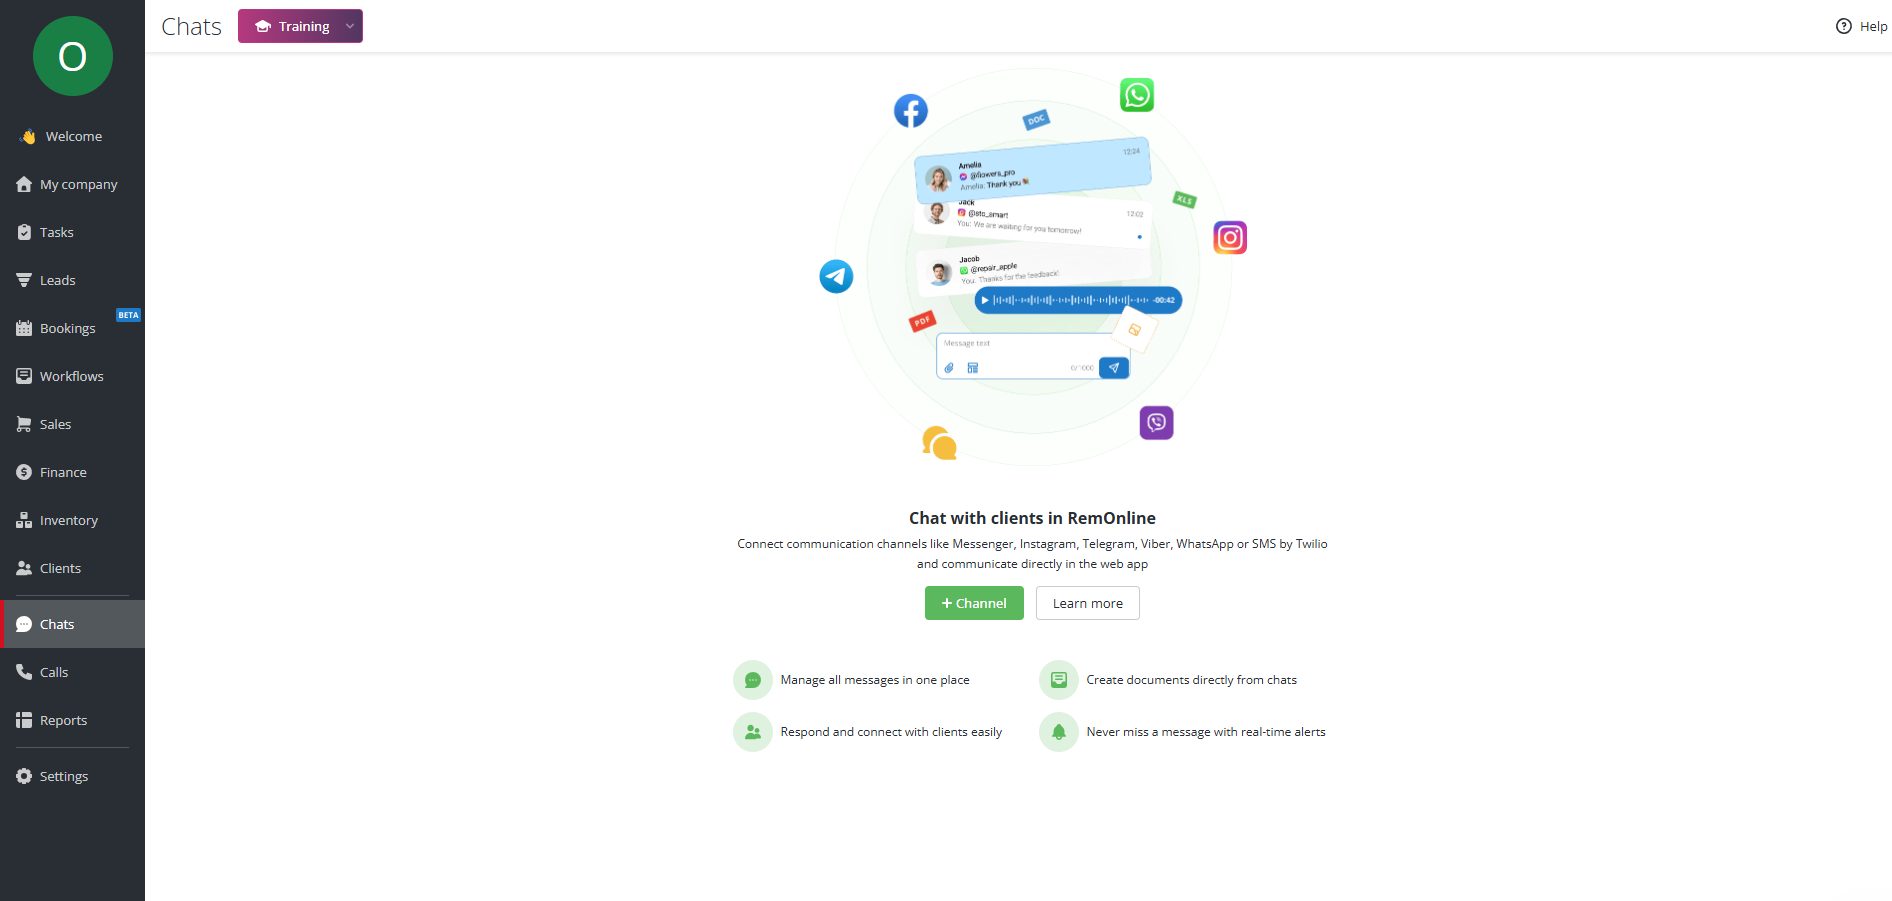 O
Chats
Training
Help
Welcome
My company
Tasks
Leads
BETA
Bookings
Workflows
Sales
Finance
Inventory
Clients
Chats
Calls
Reports
Settings
DOC
12:24
Amelia
@flowers_pro
Amelia: Thank you
XLS
Jack
12:02
@sto_smart
You: We are waiting for you tomorrow!
Jacob
@repair_apple
You: Thanks for the feedback!
-00:42
PDF
Message text
0/1000
Chat with clients in RemOnline
Connect communication channels like Messenger, Instagram, Telegram, Viber, WhatsApp or SMS by Twilio
and communicate directly in the web app
+ Channel
Learn more
Manage all messages in one place
Create documents directly from chats
Respond and connect with clients easily
Never miss a message with real-time alerts